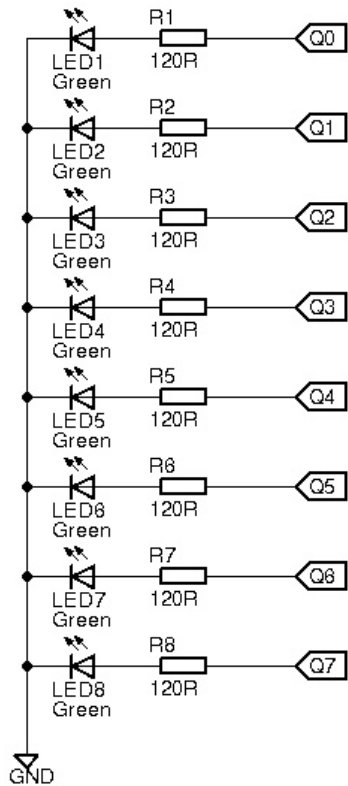 R1
Q0
LED1
120R
Green
R2
Q1
LED2
120R
Green
R3
Q2
LED3
120R
Green
R4
Q3
LED4
120R
Green
R5
Q4
LED5
120R
Green
R6
Q5
LED6
120R
Green
R7
Q6
LED7
120R
Green
R8
Q7
LED8
120R
Green
GND